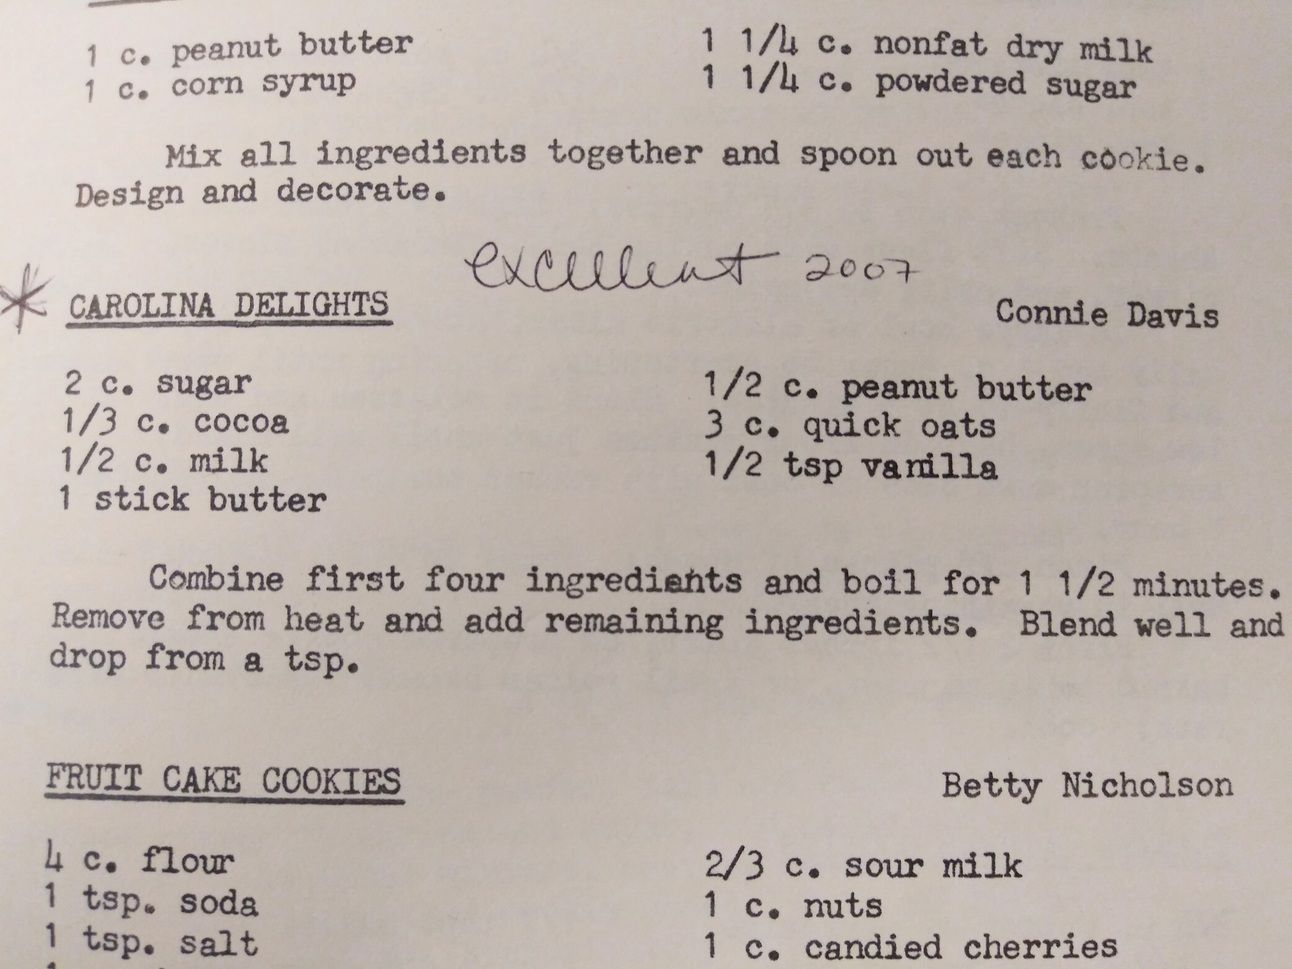 1 c. peanut butter 1 1/4 c. nonfat dry milk
1 c. corn syrup 1 1/4 c. powdered sugar
Mix all ingredients together and spoon out each cookie.
Design and decorate.
excellent 2007
* CAROLINA DELIGHTS Connie Davis
2 c. sugar 1/2 c. peanut butter
1/3 c. cocoa 3 c. quick oats
1/2 c. milk 1/2 tsp vanilla
1 stick butter
Combine first four ingredients and boil for 1 1/2 minutes.
Remove from heat and add remaining ingredients. Blend well and
drop from a tsp.
FRUIT CAKE COOKIES Betty Nicholson
4 c. flour 2/3 c. sour milk
1 tsp. soda 1 c. nuts
1 tsp. salt 1 c. candied cherries